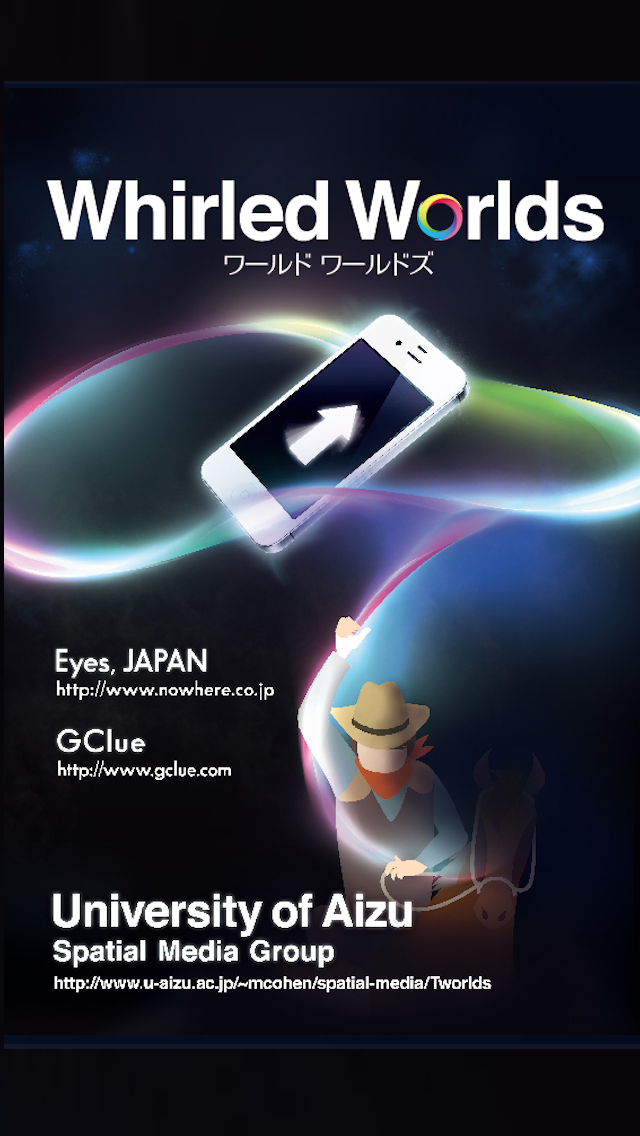 Whirled Worlds
ワールド ワールドズ
Eyes, JAPAN
http://www.nowhere.co.jp
GClue
http://www.gclue.com
University of Aizu
Spatial Media Group
http://www.u-aizu.ac.jp/~mcohen/spatial-media/Tworlds